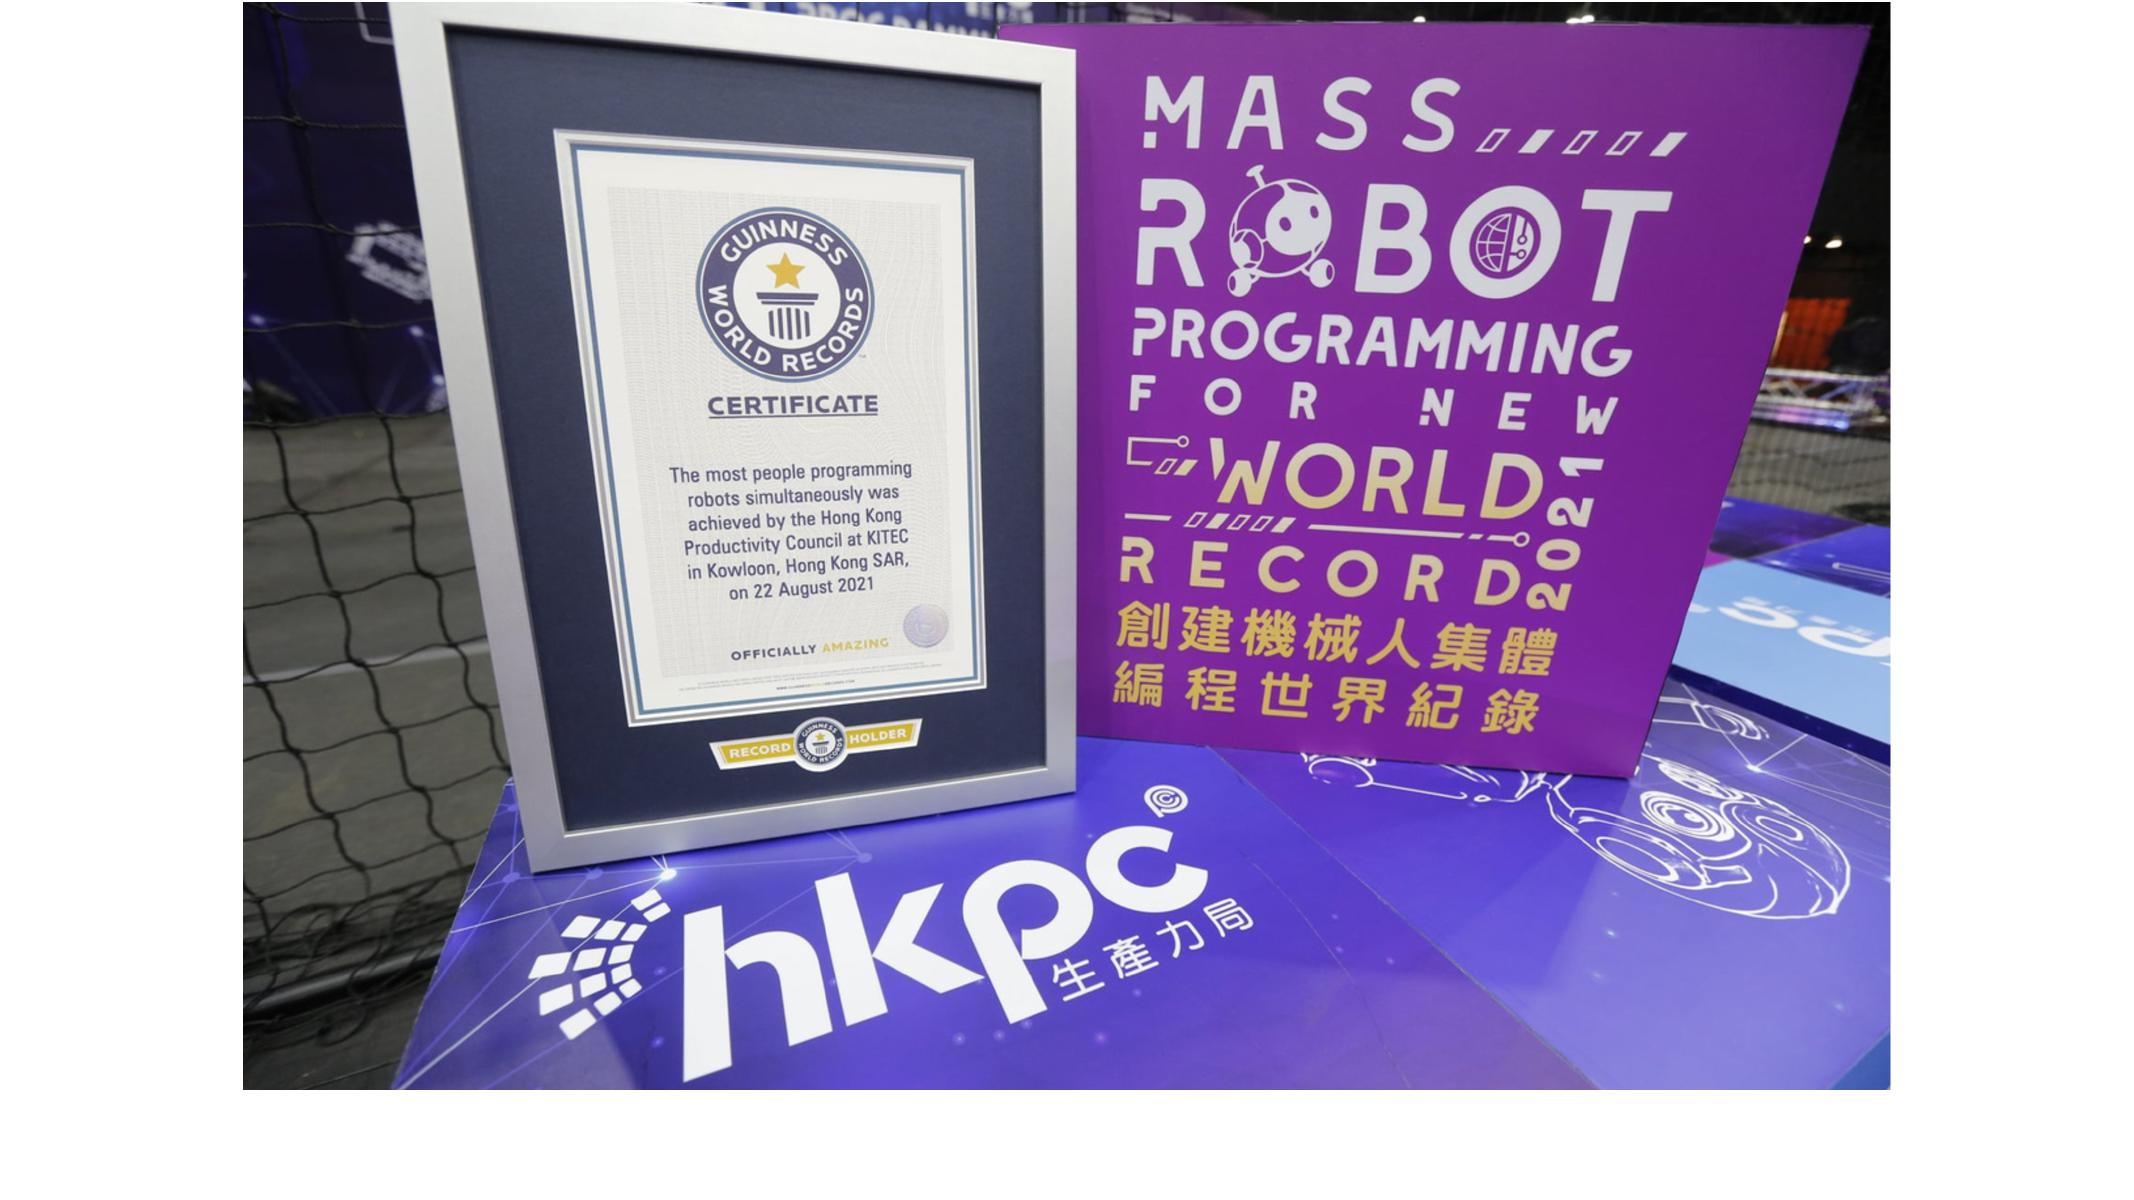 GUINNESS
WORLD RECORDS
CERTIFICATE
The most people programming
robots simultaneously was
achieved by the Hong Kong
Productivity Council at KITEC
in Kowloon, Hong Kong SAR,
on 22 August 2021
OFFICIALLY AMAZING
RECORD HOLDER
GUINNESS
WORLD RECORDS
MASS
ROBOT
PROGRAMMING
FOR NEW
WORLD
RECORD
2021
創建機械人集體
編程世界紀錄
hkpc
生產力局